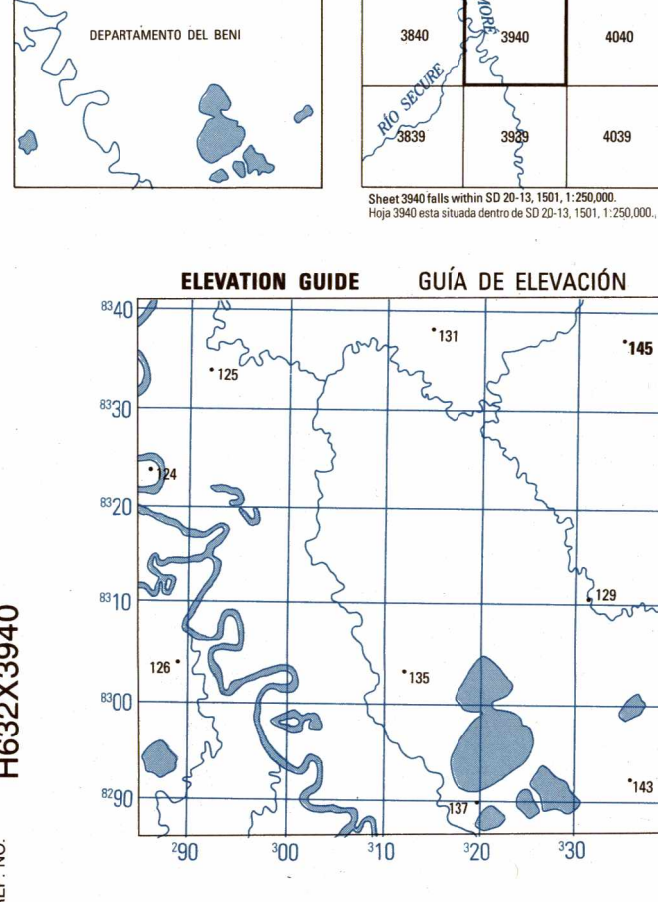 DEPARTAMENTO DEL BENI
3840
3940
4040
RÍO SECURE
3839
3939
4039
Sheet 3940 falls within SD 20-13, 1501, 1:250,000.
Hoja 3940 esta situada dentro de SD 20-13, 1501, 1:250,000.,
ELEVATION GUIDE GUÍA DE ELEVACIÓN
8340
131
145
125
8330
124
8320
8310
129
126
135
8300
143
8290
137
290 300 310 320 330
H632X3940
NO.